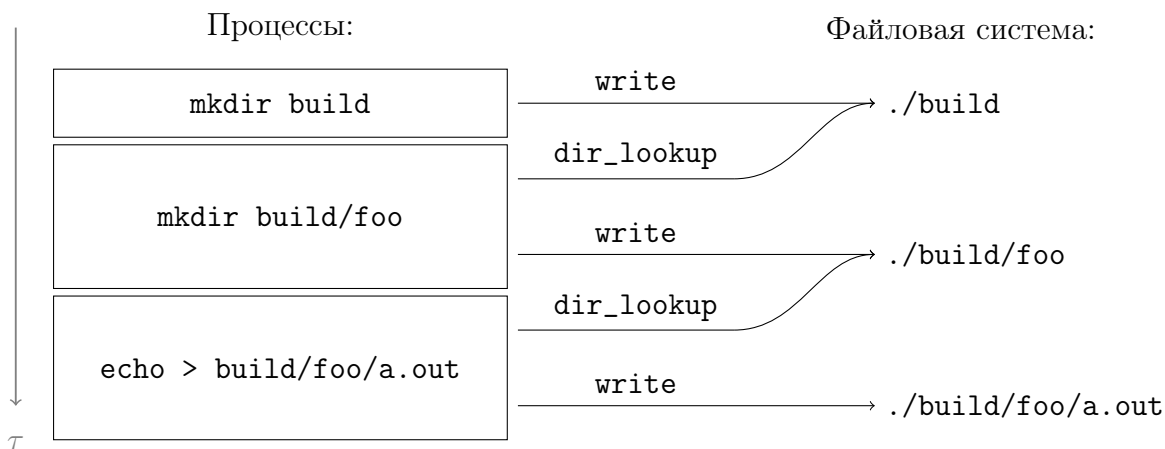 Процессы:
Файловая система:
mkdir build
write
./build
dir_lookup
mkdir build/foo
write
./build/foo
dir_lookup
echo > build/foo/a.out
write
./build/foo/a.out
τ